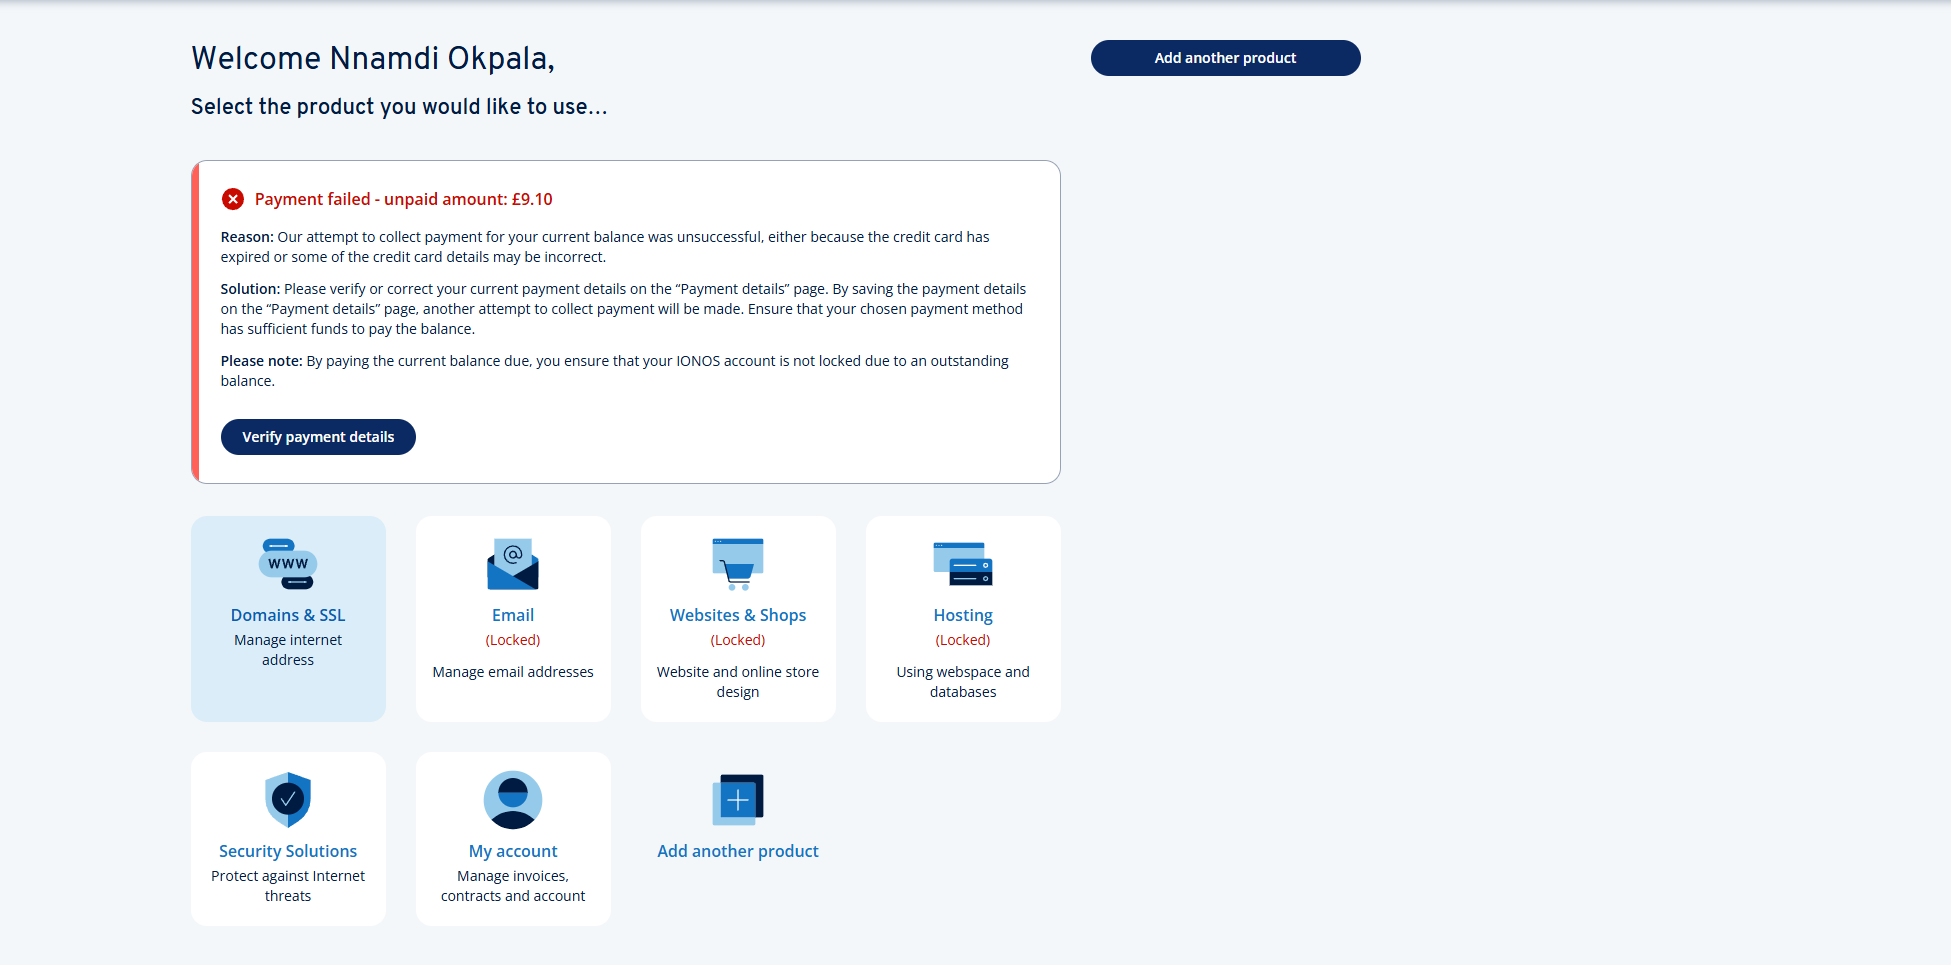 Welcome Nnamdi Okpala,
Add another product
Select the product you would like to use...
Payment failed - unpaid amount: £9.10
Reason: Our attempt to collect payment for your current balance was unsuccessful, either because the credit card has
expired or some of the credit card details may be incorrect.
Solution: Please verify or correct your current payment details on the “Payment details” page. By saving the payment details
on the “Payment details” page, another attempt to collect payment will be made. Ensure that your chosen payment method
has sufficient funds to pay the balance.
Please note: By paying the current balance due, you ensure that your IONOS account is not locked due to an outstanding
balance.
Verify payment details
WWW
@
Domains & SSL
Manage internet
address
Email
(Locked)
Manage email addresses
Websites & Shops
(Locked)
Website and online store
design
Hosting
(Locked)
Using webspace and
databases
Security Solutions
Protect against Internet
threats
My account
Manage invoices,
contracts and account
Add another product